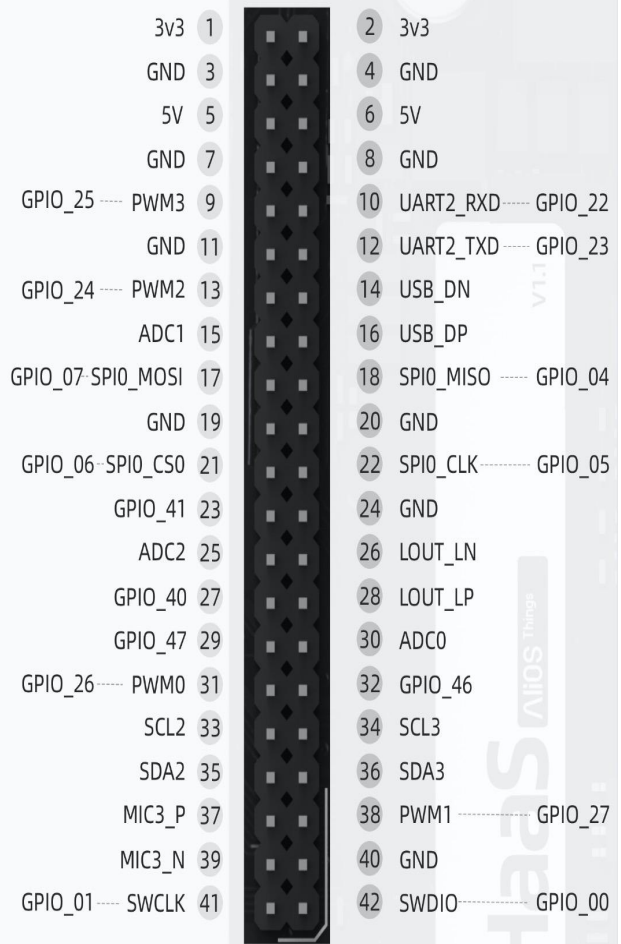 3v3 1 2 3v3
GND 3 4 GND
5V 5 6 5V
GND 7 8 GND
GPIO_25 PWM3 9 10 UART2_RXD GPIO_22
GND 11 12 UART2_TXD GPIO_23
GPIO_24 PWM2 13 14 USB_DN
ADC1 15 16 USB_DP
GPIO_07 SPI0_MOSI 17 18 SPI0_MISO GPIO_04
GND 19 20 GND
GPIO_06 SPI0_CS0 21 22 SPI0_CLK GPIO_05
GPIO_41 23 24 GND
ADC2 25 26 LOUT_LN
GPIO_40 27 28 LOUT_LP
GPIO_47 29 30 ADC0
GPIO_26 PWM0 31 32 GPIO_46
SCL2 33 34 SCL3
SDA2 35 36 SDA3
MIC3_P 37 38 PWM1 GPIO_27
MIC3_N 39 40 GND
GPIO_01 SWCLK 41 42 SWDIO GPIO_00
V1.1
AliOS Things
HaaS